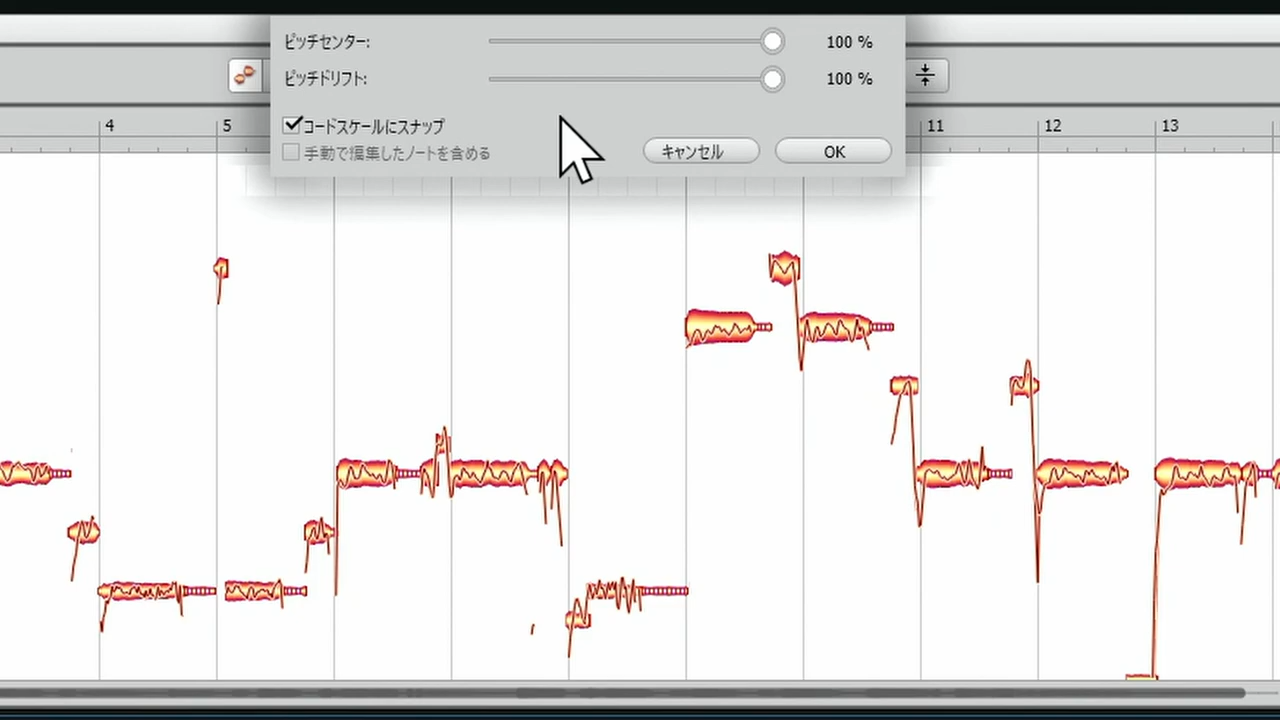 ピッチセンター: 100 %
ピッチドリフト: 100 %
4 5 11 12 13
コードスケールにスナップ
手動で編集したノートを含める
キャンセル OK